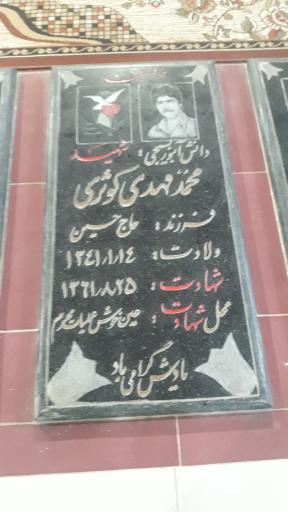 دانش آموز بسیجی: شهید
محمد مهدی کوثری
فرزند: حاج حسین
ولادت: ۱۳۴۱/۱/۱۴
شهادت: ۱۳۶۱/۸/۲۵
محل شهادت: عین خوش عملیات محرم
یادش گرامی باد